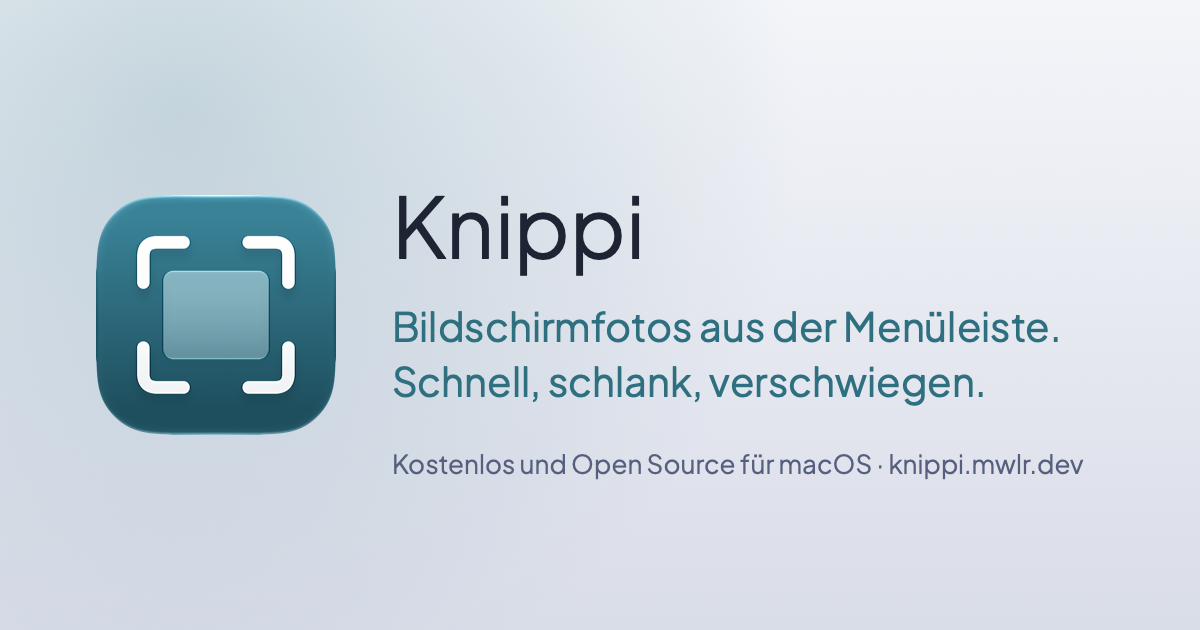 Knippi
Bildschirmfotos aus der Menüleiste.
Schnell, schlank, verschwiegen.
Kostenlos und Open Source für macOS · knippi.mwlr.dev